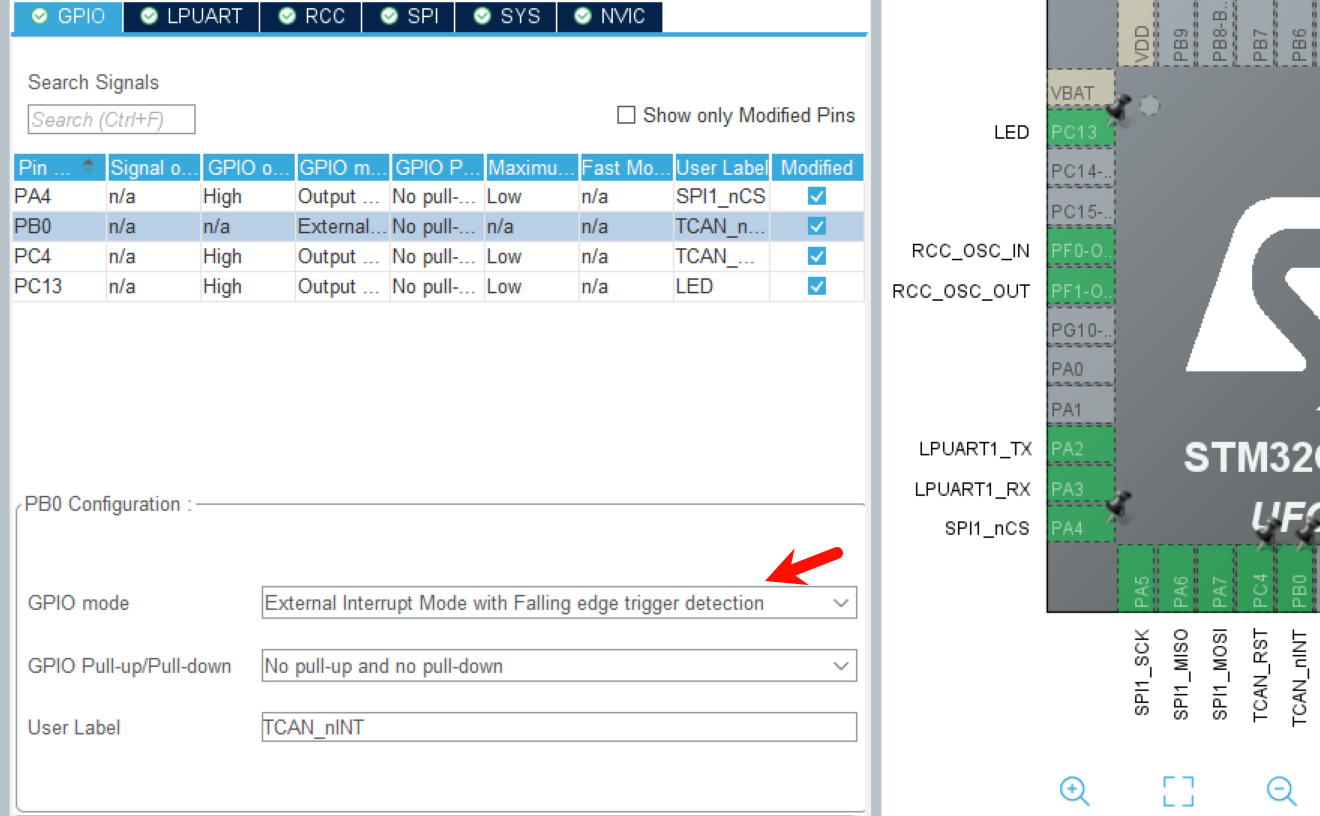 GPIO LPUART RCC SPI SYS NVIC
Search Signals
Search (Ctrl+F)
Show only Modified Pins
Pin ... Signal o... GPIO o... GPIO m... GPIO P... Maximu... Fast Mo... User Label Modified
PA4 n/a High Output ... No pull-... Low n/a SPI1_nCS
PB0 n/a n/a External... No pull-... n/a n/a TCAN_n...
PC4 n/a High Output ... No pull-... Low n/a TCAN_...
PC13 n/a High Output ... No pull-... Low n/a LED
PB0 Configuration :
GPIO mode External Interrupt Mode with Falling edge trigger detection
GPIO Pull-up/Pull-down No pull-up and no pull-down
User Label TCAN_nINT
VDD PB9 PB8-B.. PB7 PB6
VBAT
LED PC13
PC14-..
PC15-..
RCC_OSC_IN PF0-O..
RCC_OSC_OUT PF1-O..
PG10-..
PA0
PA1
LPUART1_TX PA2
LPUART1_RX PA3
SPI1_nCS PA4
STM32
PA5 PA6 PA7 PC4 PB0
SPI1_SCK SPI1_MISO SPI1_MOSI TCAN_RST TCAN_nINT